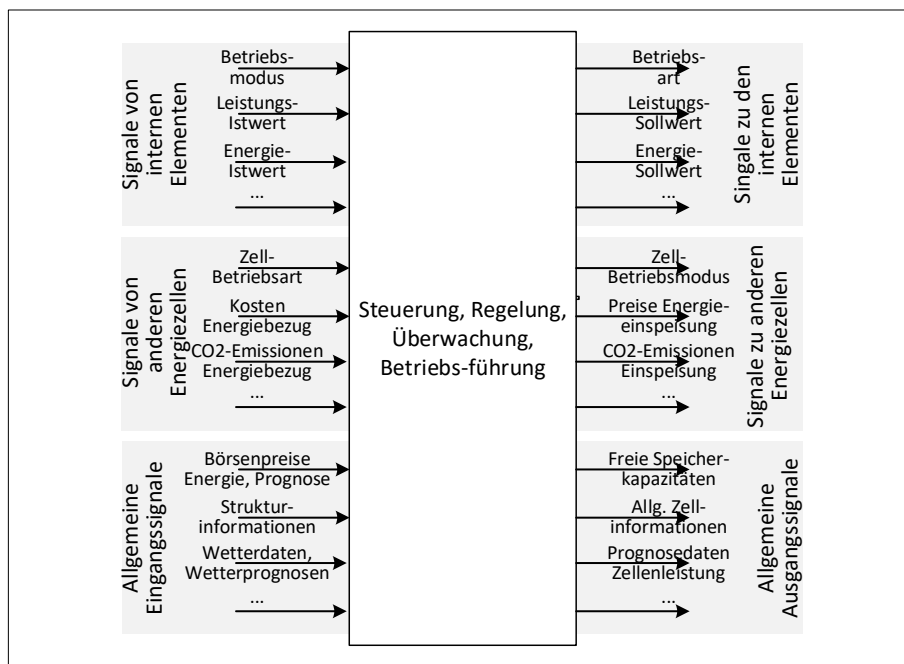 Signale von
internen
Elementen
Betriebs-
modus
Leistungs-
Istwert
Energie-
Istwert
...
Signale von
anderen
Energiezellen
Zell-
Betriebsart
Kosten
Energiebezug
CO2-Emissionen
Energiebezug
...
Allgemeine
Eingangssignale
Börsenpreise
Energie, Prognose
Struktur-
informationen
Wetterdaten,
Wetterprognosen
...
Steuerung, Regelung,
Überwachung,
Betriebs-führung
Betriebs-
art
Leistungs-
Sollwert
Energie-
Sollwert
...
Singale zu den
internen
Elementen
Zell-
Betriebsmodus
Preise Energie-
einspeisung
CO2-Emissionen
Einspeisung
...
Signale zu anderen
Energiezellen
Freie Speicher-
kapazitäten
Allg. Zell-
informationen
Prognosedaten
Zellenleistung
...
Allgemeine
Ausgangssignale